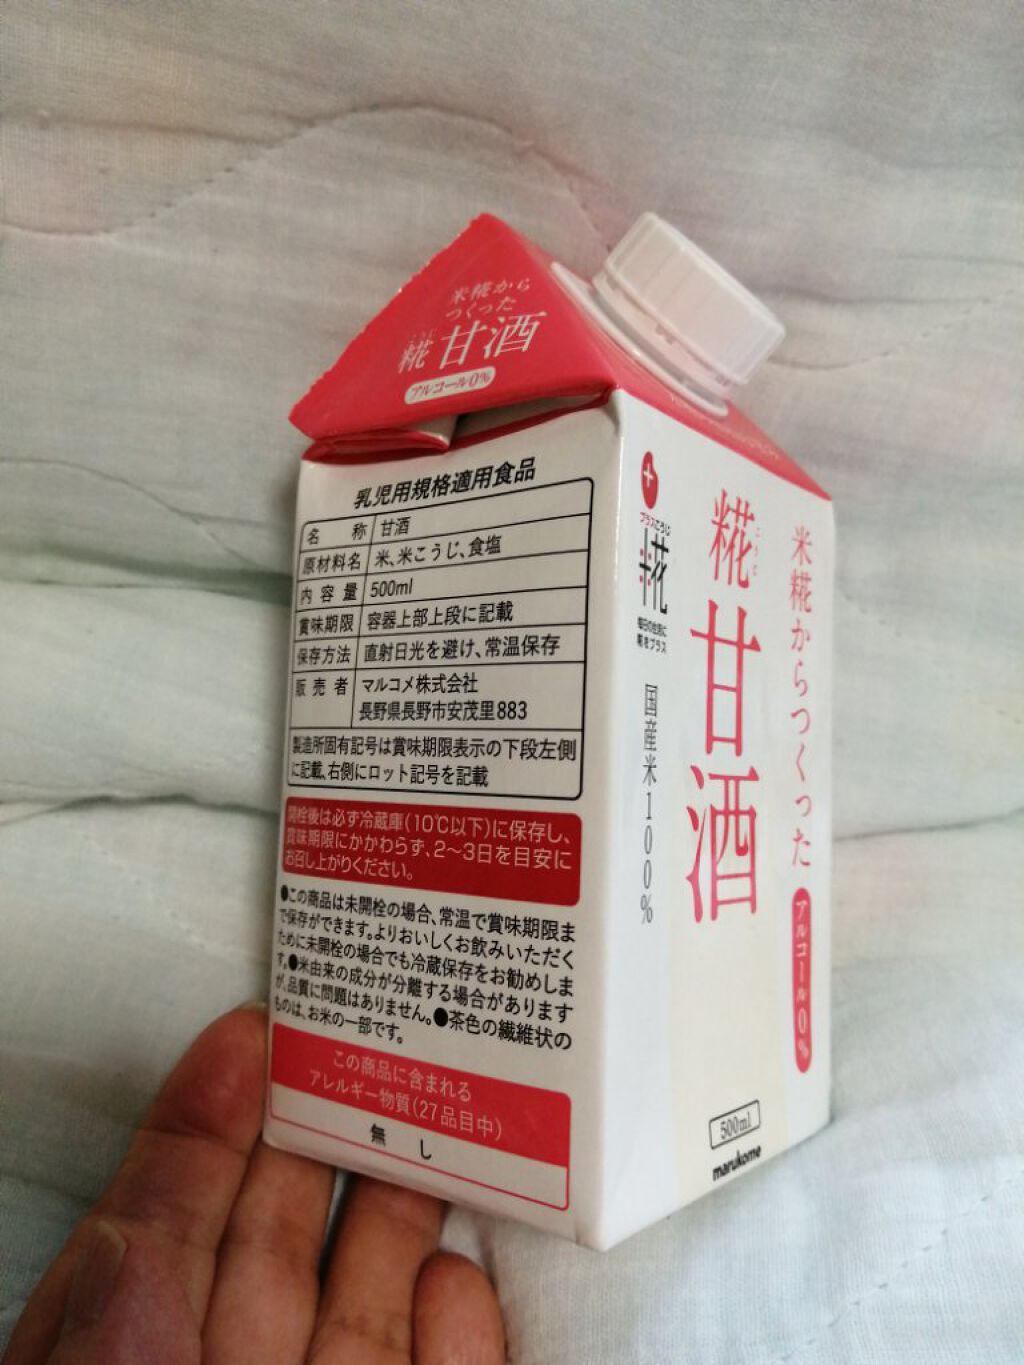 米糀から
つくった
こうじ
糀甘酒
アルコール0%
乳児用規格適用食品
名称 甘酒
原材料名 米、米こうじ、食塩
内容量 500ml
賞味期限 容器上部上段に記載
保存方法 直射日光を避け、常温保存
販売者 マルコメ株式会社
長野県長野市安茂里883
製造所固有記号は賞味期限表示の下段左側
に記載、右側にロット記号を記載
開栓後は必ず冷蔵庫(10℃以下)に保存し、
賞味期限にかかわらず、2〜3日を目安に
お召し上がりください。
●この商品は未開栓の場合、常温で賞味期限ま
で保存ができます。よりおいしくお飲みいただく
ために未開栓の場合でも冷蔵保存をお勧めしま
す。●米由来の成分が分離する場合があります
が、品質に問題はありません。●茶色の繊維状の
ものは、お米の一部です。
この商品に含まれる
アレルギー物質(27品目中)
無し
米糀からつくった
アルコール0%
糀甘酒
こうじ
プラスこうじ
糀
毎日の生活に
糀をプラス
国産米100%
500ml
marukome